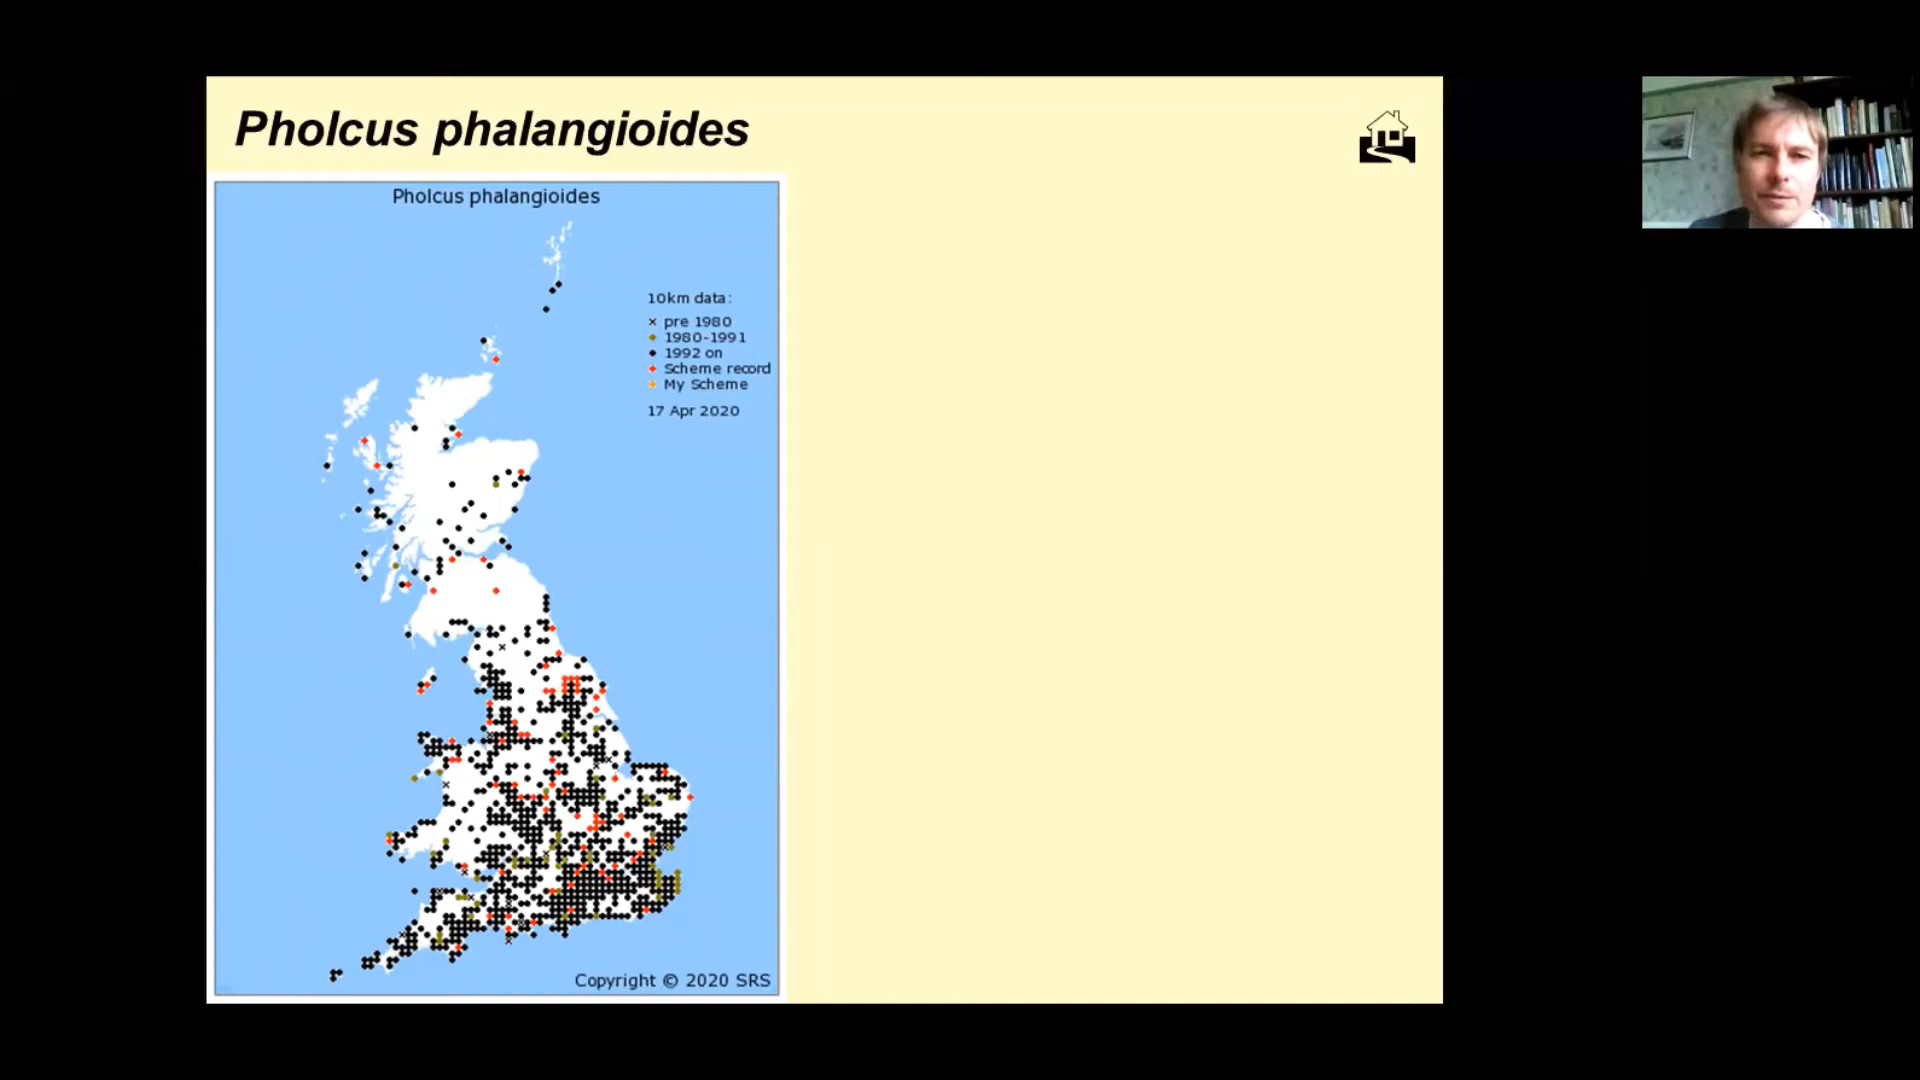 Pholcus phalangioides
Pholcus phalangioides
10km data:
pre 1980
1980-1991
1992 on
Scheme record
My Scheme
17 Apr 2020
Copyright © 2020 SRS